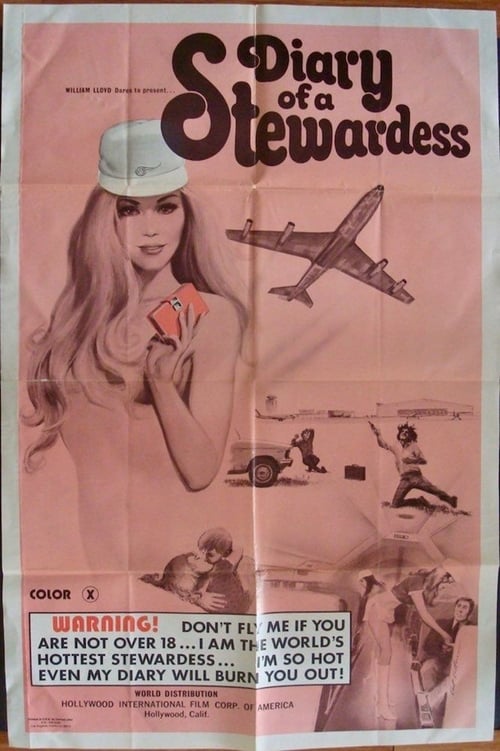 WILLIAM LLOYD Dares to present...
Diary
of a
Stewardess
COLOR X
WARNING! DON'T FLY ME IF YOU
ARE NOT OVER 18...I AM THE WORLD'S
HOTTEST STEWARDESS... I'M SO HOT
EVEN MY DIARY WILL BURN YOU OUT!
WORLD DISTRIBUTION
HOLLYWOOD INTERNATIONAL FILM CORP. OF AMERICA
Hollywood, Calif.